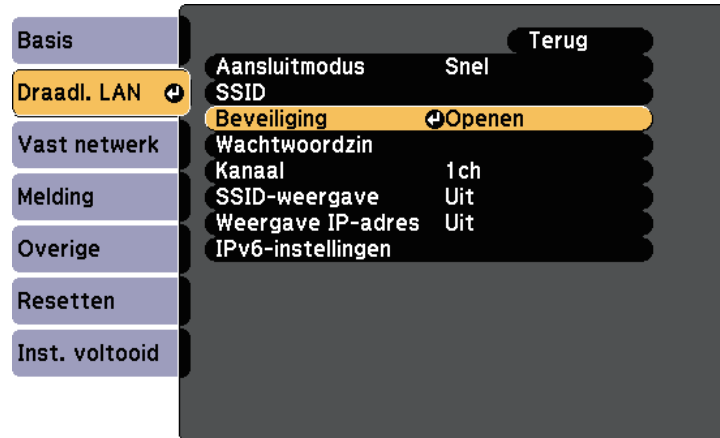 Basis
Draadl. LAN
Vast netwerk
Melding
Overige
Resetten
Inst. voltooid
Terug
Aansluitmodus Snel
SSID
Beveiliging Openen
Wachtwoordzin
Kanaal 1ch
SSID-weergave Uit
Weergave IP-adres Uit
IPv6-instellingen